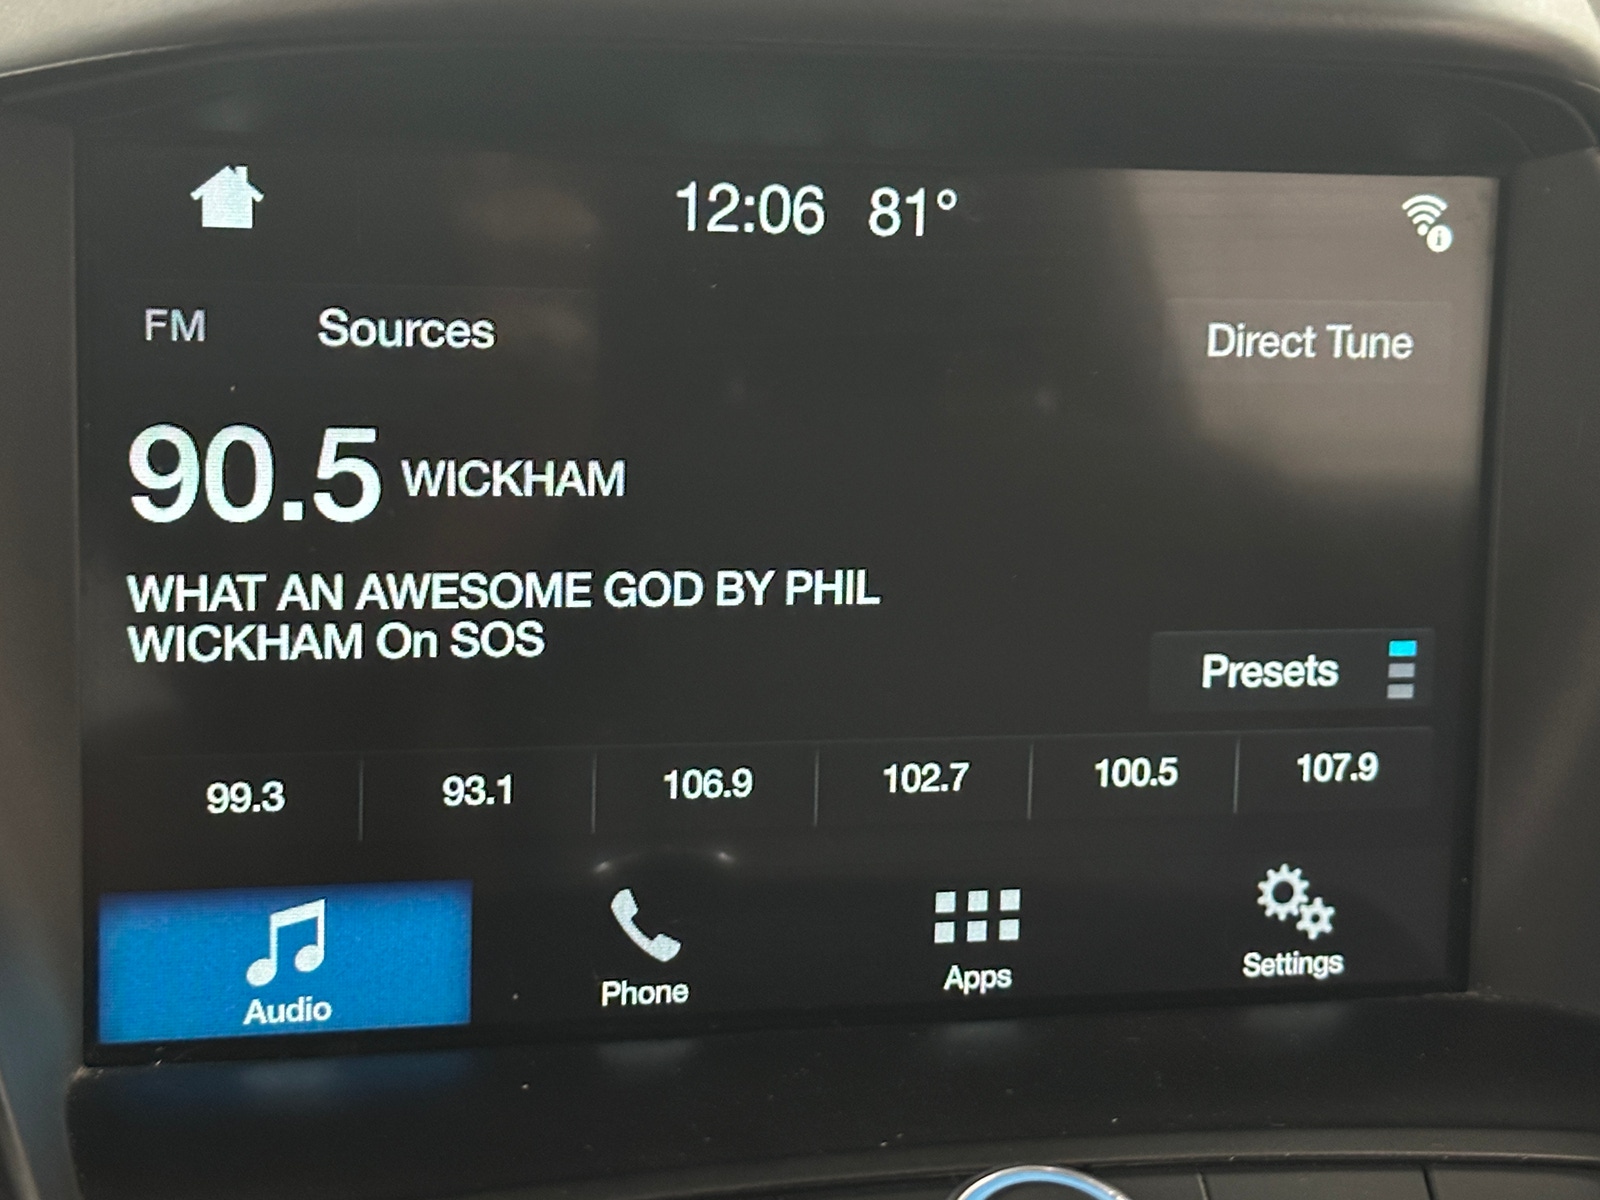 12:06 81°
FM Sources Direct Tune
90.5 WICKHAM
WHAT AN AWESOME GOD BY PHIL
WICKHAM On SOS
Presets
99.3 93.1 106.9 102.7 100.5 107.9
Audio Phone Apps Settings